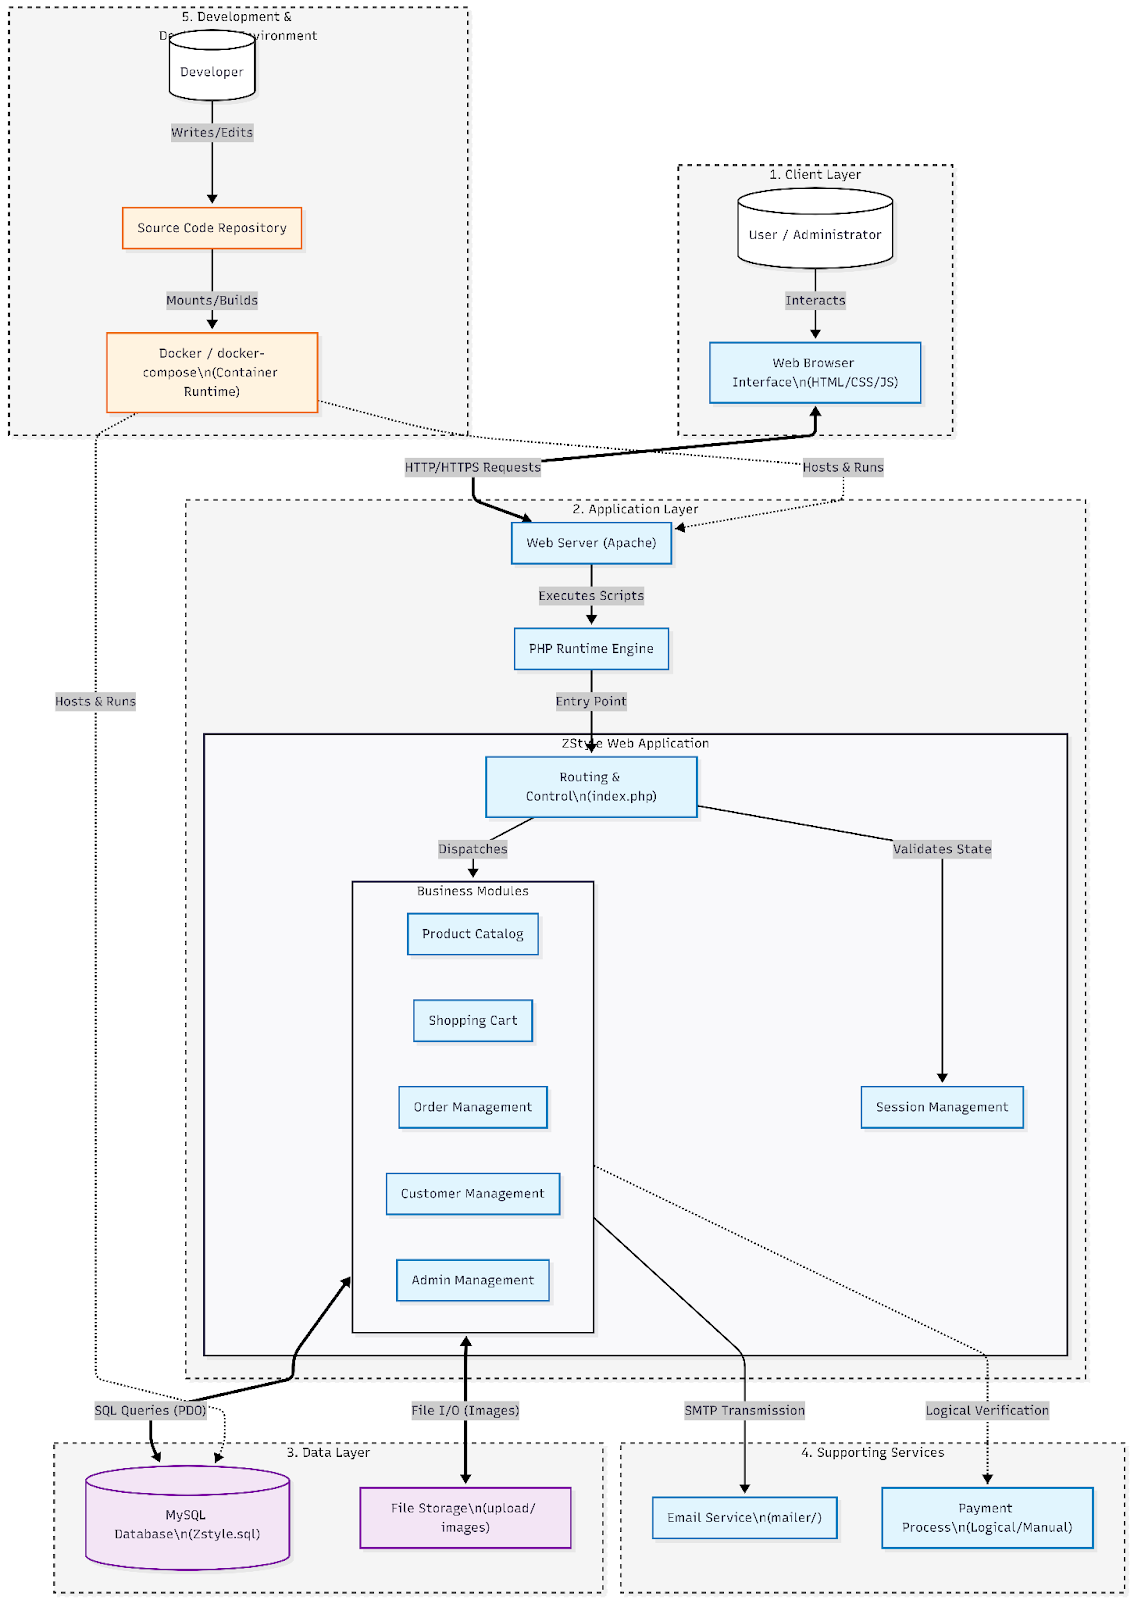 5. Development &
Developer
Writes/Edits
Source Code Repository
Mounts/Builds
Docker / docker-
compose\n(Container
Runtime)
1. Client Layer
User / Administrator
Interacts
Web Browser
Interface\n(HTML/CSS/JS)
HTTP/HTTPS Requests
Hosts & Runs
2. Application Layer
Web Server (Apache)
Executes Scripts
PHP Runtime Engine
Entry Point
Hosts & Runs
ZStyle Web Application
Routing &
Control\n(index.php)
Dispatches
Validates State
Business Modules
Product Catalog
Shopping Cart
Order Management
Session Management
Customer Management
Admin Management
SQL Queries (PDO)
File I/O (Images)
SMTP Transmission
Logical Verification
3. Data Layer
MySQL
Database\n(Zstyle.sql)
File Storage\n(upload/
images)
4. Supporting Services
Email Service\n(mailer/)
Payment
Process\n(Logical/Manual)